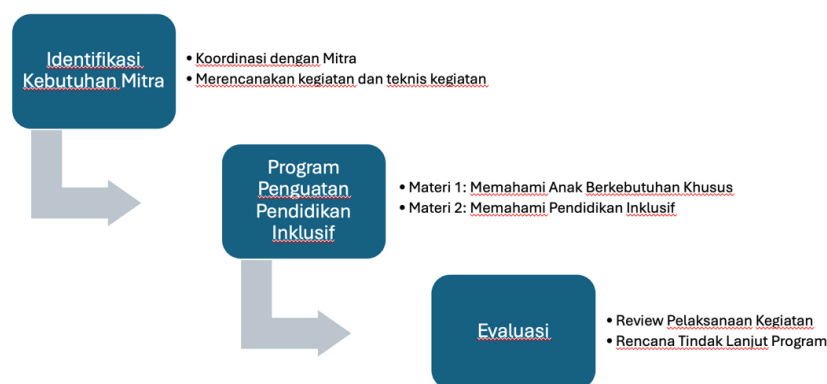 Identifikasi
Kebutuhan Mitra
• Koordinasi dengan Mitra
• Merencanakan kegiatan dan teknis kegiatan
Program
Penguatan
Pendidikan
Inklusif
• Materi 1: Memahami Anak Berkebutuhan Khusus
• Materi 2: Memahami Pendidikan Inklusif
Evaluasi
• Review Pelaksanaan Kegiatan
• Rencana Tindak Lanjut Program